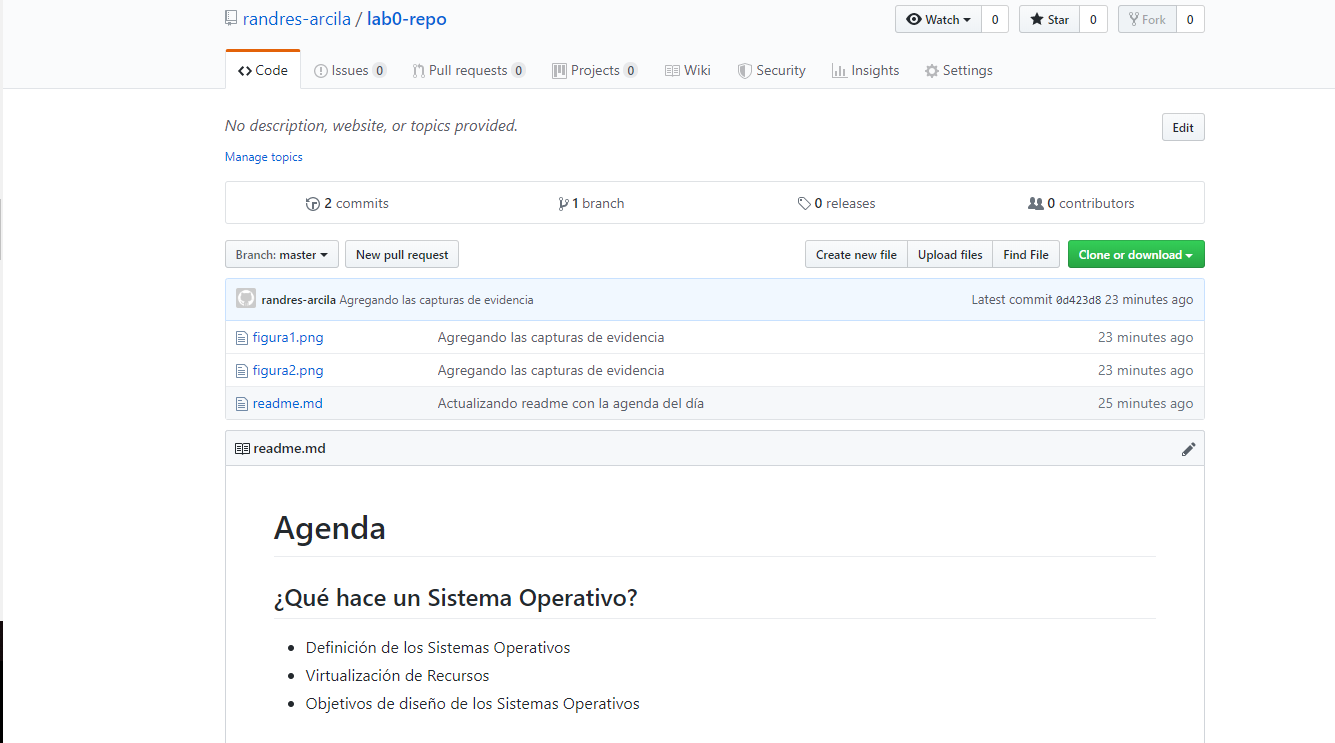 randres-arcila / lab0-repo Watch 0 Star 0 Fork 0
Code Issues 0 Pull requests 0 Projects 0 Wiki Security Insights Settings
No description, website, or topics provided. Edit
Manage topics
2 commits 1 branch 0 releases 0 contributors
Branch: master New pull request Create new file Upload files Find File Clone or download
randres-arcila Agregando las capturas de evidencia Latest commit 0d423d8 23 minutes ago
figura1.png Agregando las capturas de evidencia 23 minutes ago
figura2.png Agregando las capturas de evidencia 23 minutes ago
readme.md Actualizando readme con la agenda del día 25 minutes ago
readme.md
Agenda
¿Qué hace un Sistema Operativo?
Definición de los Sistemas Operativos
Virtualización de Recursos
Objetivos de diseño de los Sistemas Operativos